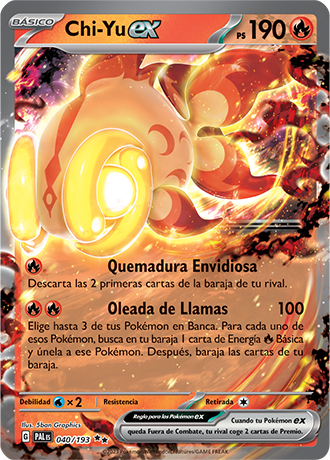 BÁSICO
Chi-Yu ex PS 190
Quemadura Envidiosa
Descarta las 2 primeras cartas de la baraja de tu rival.
Oleada de Llamas 100
Elige hasta 3 de tus Pokémon en Banca. Para cada uno de
esos Pokémon, busca en tu baraja 1 carta de Energía Básica
y únela a ese Pokémon. Después, baraja las cartas de tu
baraja.
Debilidad ×2 Resistencia Retirada
Ilus. 5ban Graphics
Regla para los Pokémon ex
Cuando tu Pokémon ex
queda Fuera de Combate, tu rival coge 2 cartas de Premio.
G PAL ES 040/193